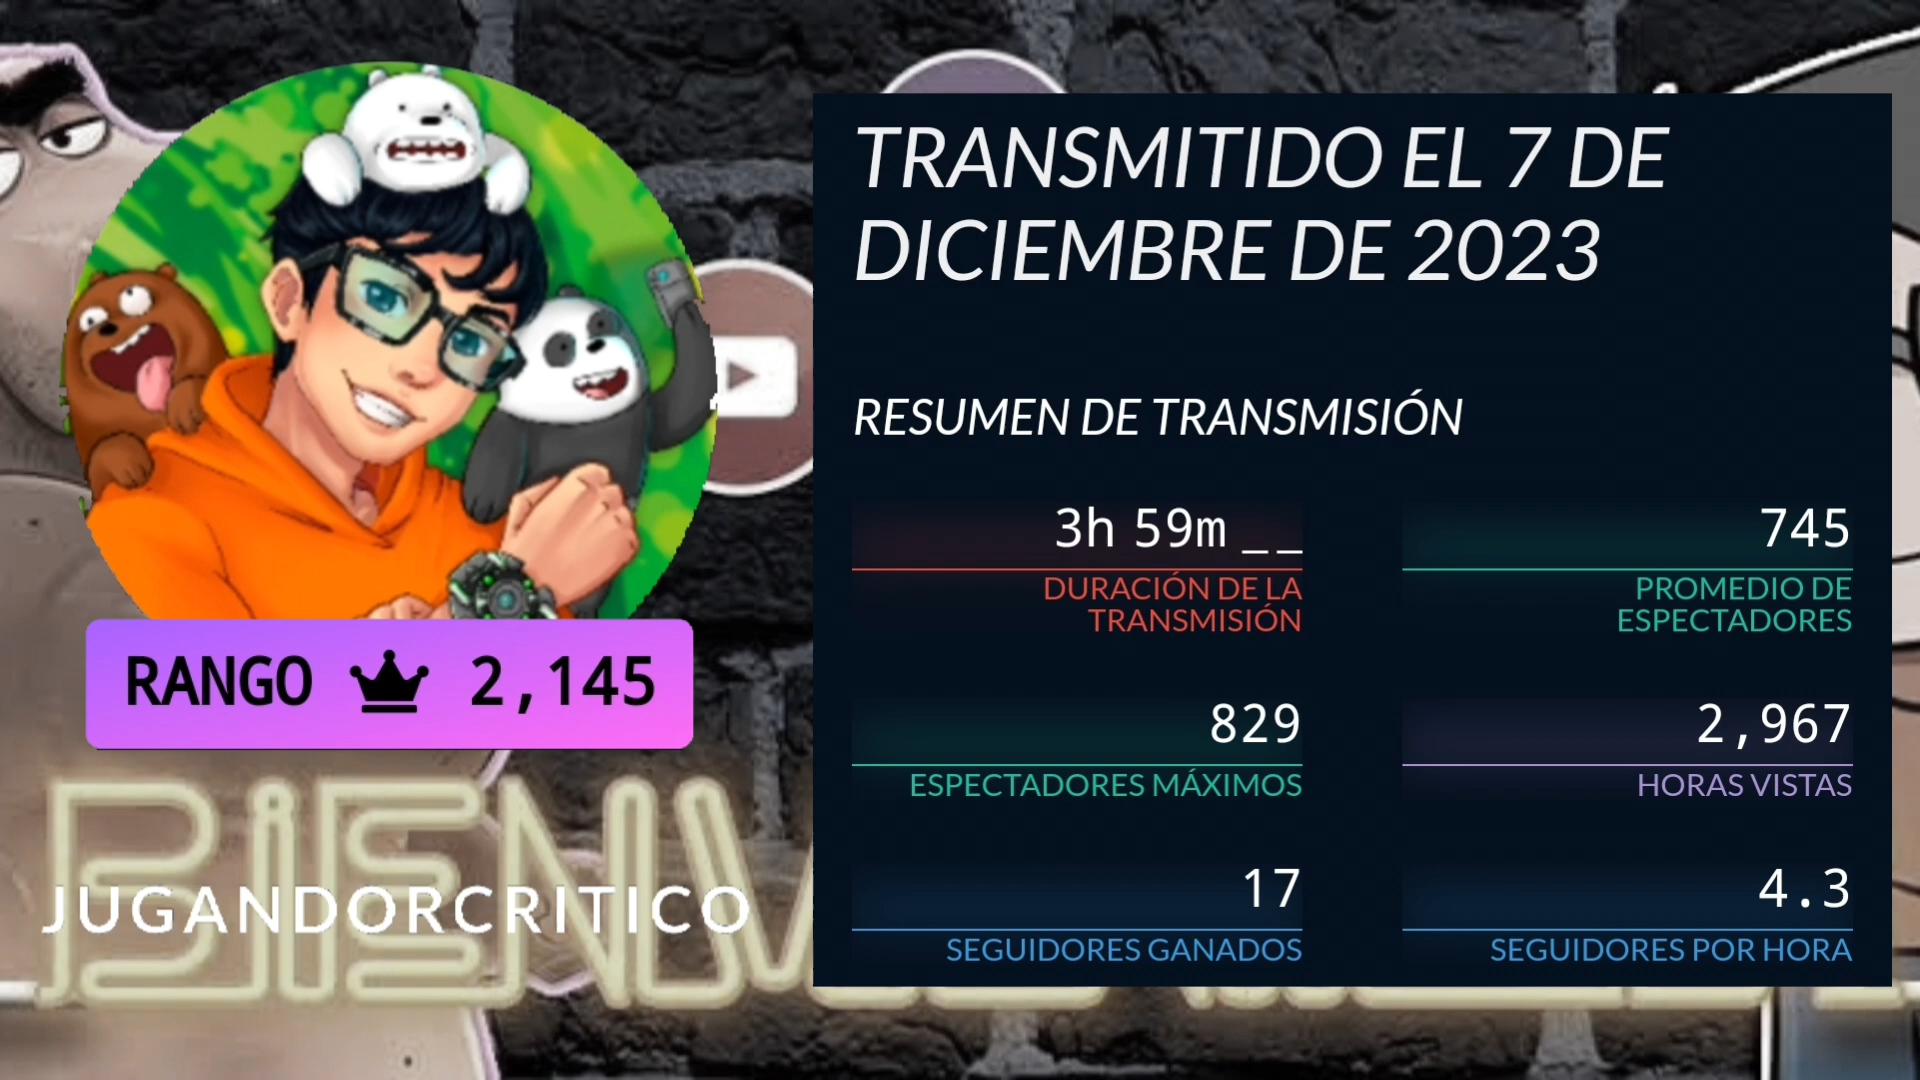 TRANSMITIDO EL 7 DE
DICIEMBRE DE 2023
RESUMEN DE TRANSMISIÓN
3h 59m _ _
DURACIÓN DE LA
TRANSMISIÓN
745
PROMEDIO DE
ESPECTADORES
829
ESPECTADORES MÁXIMOS
2,967
HORAS VISTAS
17
SEGUIDORES GANADOS
4.3
SEGUIDORES POR HORA
RANGO 2,145
BIENV
JUGANDORCRITICO